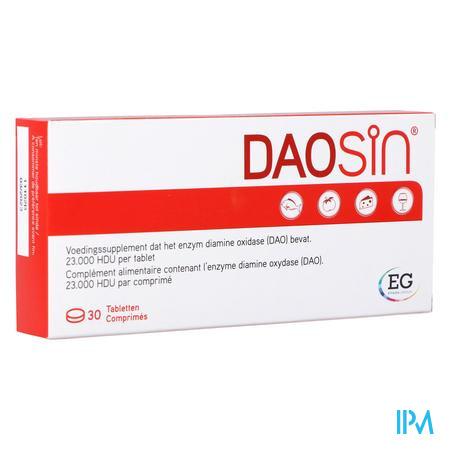 DAOSiN®
Voedingssupplement dat het enzym diamine oxidase (DAO) bevat.
23.000 HDU per tablet
Complément alimentaire contenant l'enzyme diamine oxydase (DAO).
23.000 HDU par comprimé
30 Tabletten
Comprimés
EG
IPM